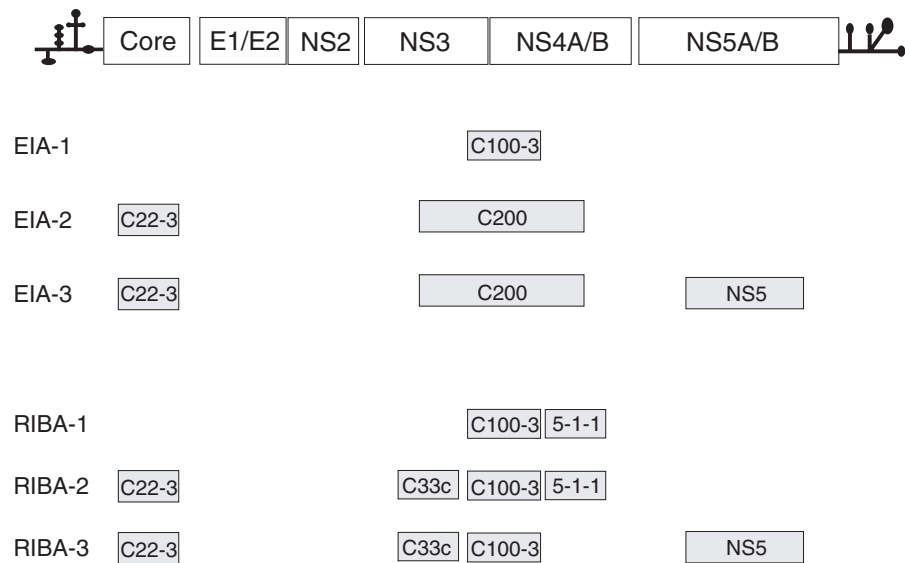 Core E1/E2 NS2 NS3 NS4A/B NS5A/B
EIA-1 C100-3
EIA-2 C22-3 C200
EIA-3 C22-3 C200 NS5
RIBA-1 C100-3 5-1-1
RIBA-2 C22-3 C33c C100-3 5-1-1
RIBA-3 C22-3 C33c C100-3 NS5